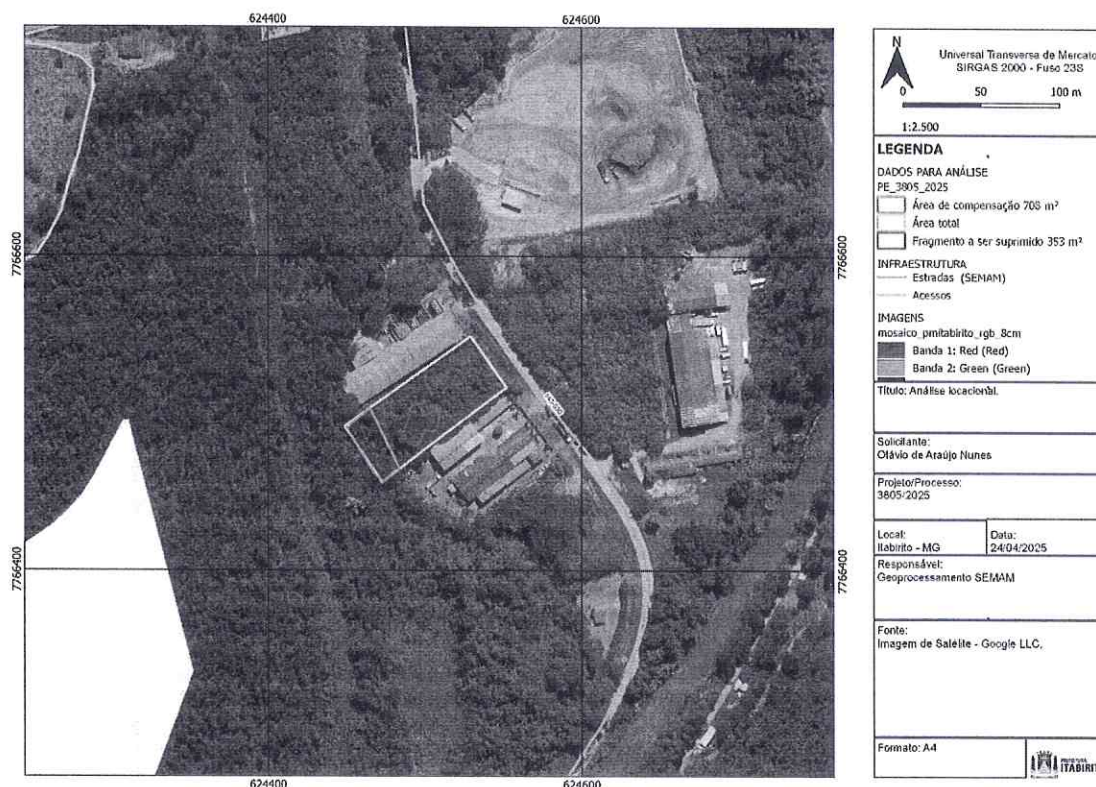 624400
624600
7766600
7766600
7766400
7766400
624400
624600
N
Universal Transversa de Mercato
SIRGAS 2000 - Fuso 23S
0 50 100 m
1:2.500
LEGENDA
DADOS PARA ANÁLISE
PE_3805_2025
Área de compensação 708 m²
Área total
Fragmento a ser suprimido 353 m²
INFRAESTRUTURA
Estradas (SEMAM)
Acessos
IMAGENS
mosaico_pmitabirito_rgb_8cm
Banda 1: Red (Red)
Banda 2: Green (Green)
Título: Análise locacional.
Solicitante:
Olávio de Araújo Nunes
Projeto/Processo:
3805/2025
Local:
Itabirito - MG
Data:
24/04/2025
Responsável:
Geoprocessamento SEMAM
Fonte:
Imagem de Satélite - Google LLC,
Formato: A4
PREFEITURA
ITABIRIT